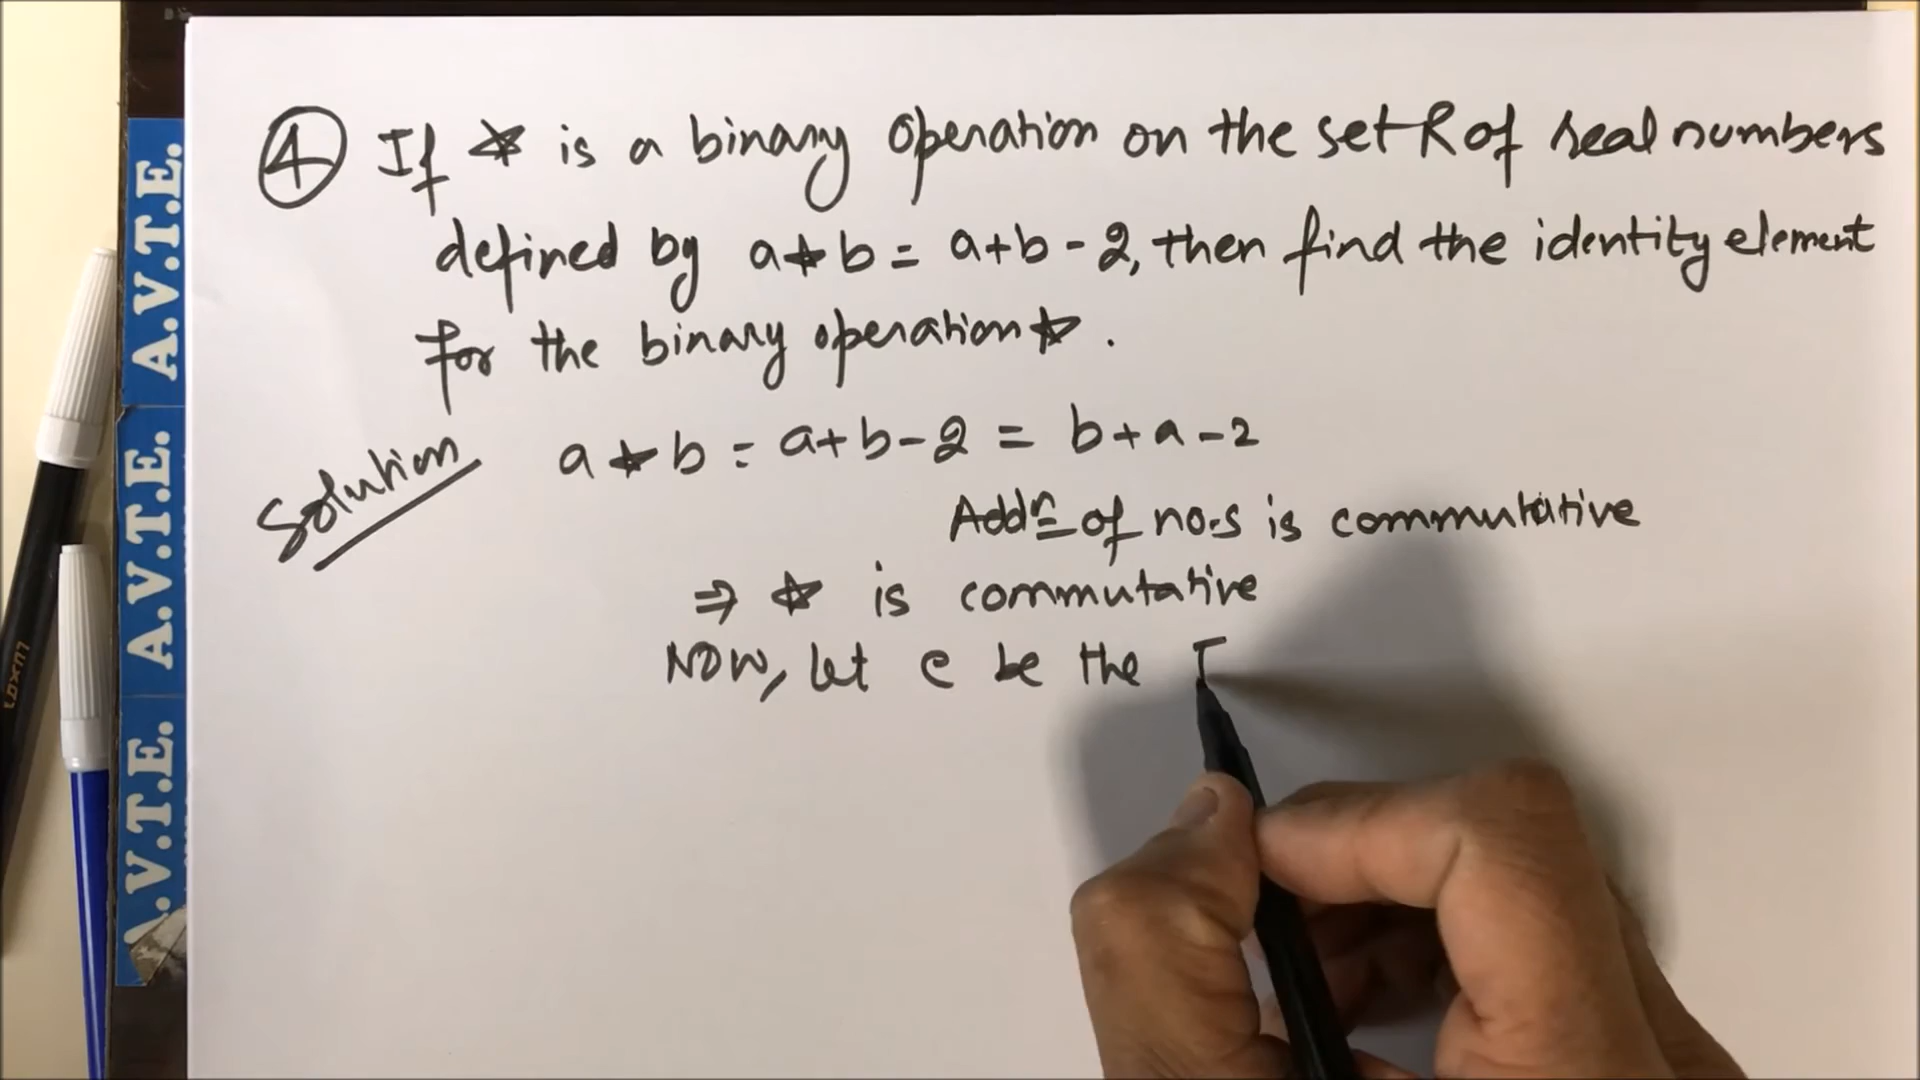 ④ If ☆ is a binary operation on the set R of real numbers
defined by a☆b = a+b-2, then find the identity element
for the binary operation ☆.
Solution a☆b = a+b-2 = b+a-2
Addn of no.s is commutative
⇒ ☆ is commutative
Now, let e be the I
A.V.T.E.
A.V.T.E.
A.V.T.E.
LUXOR